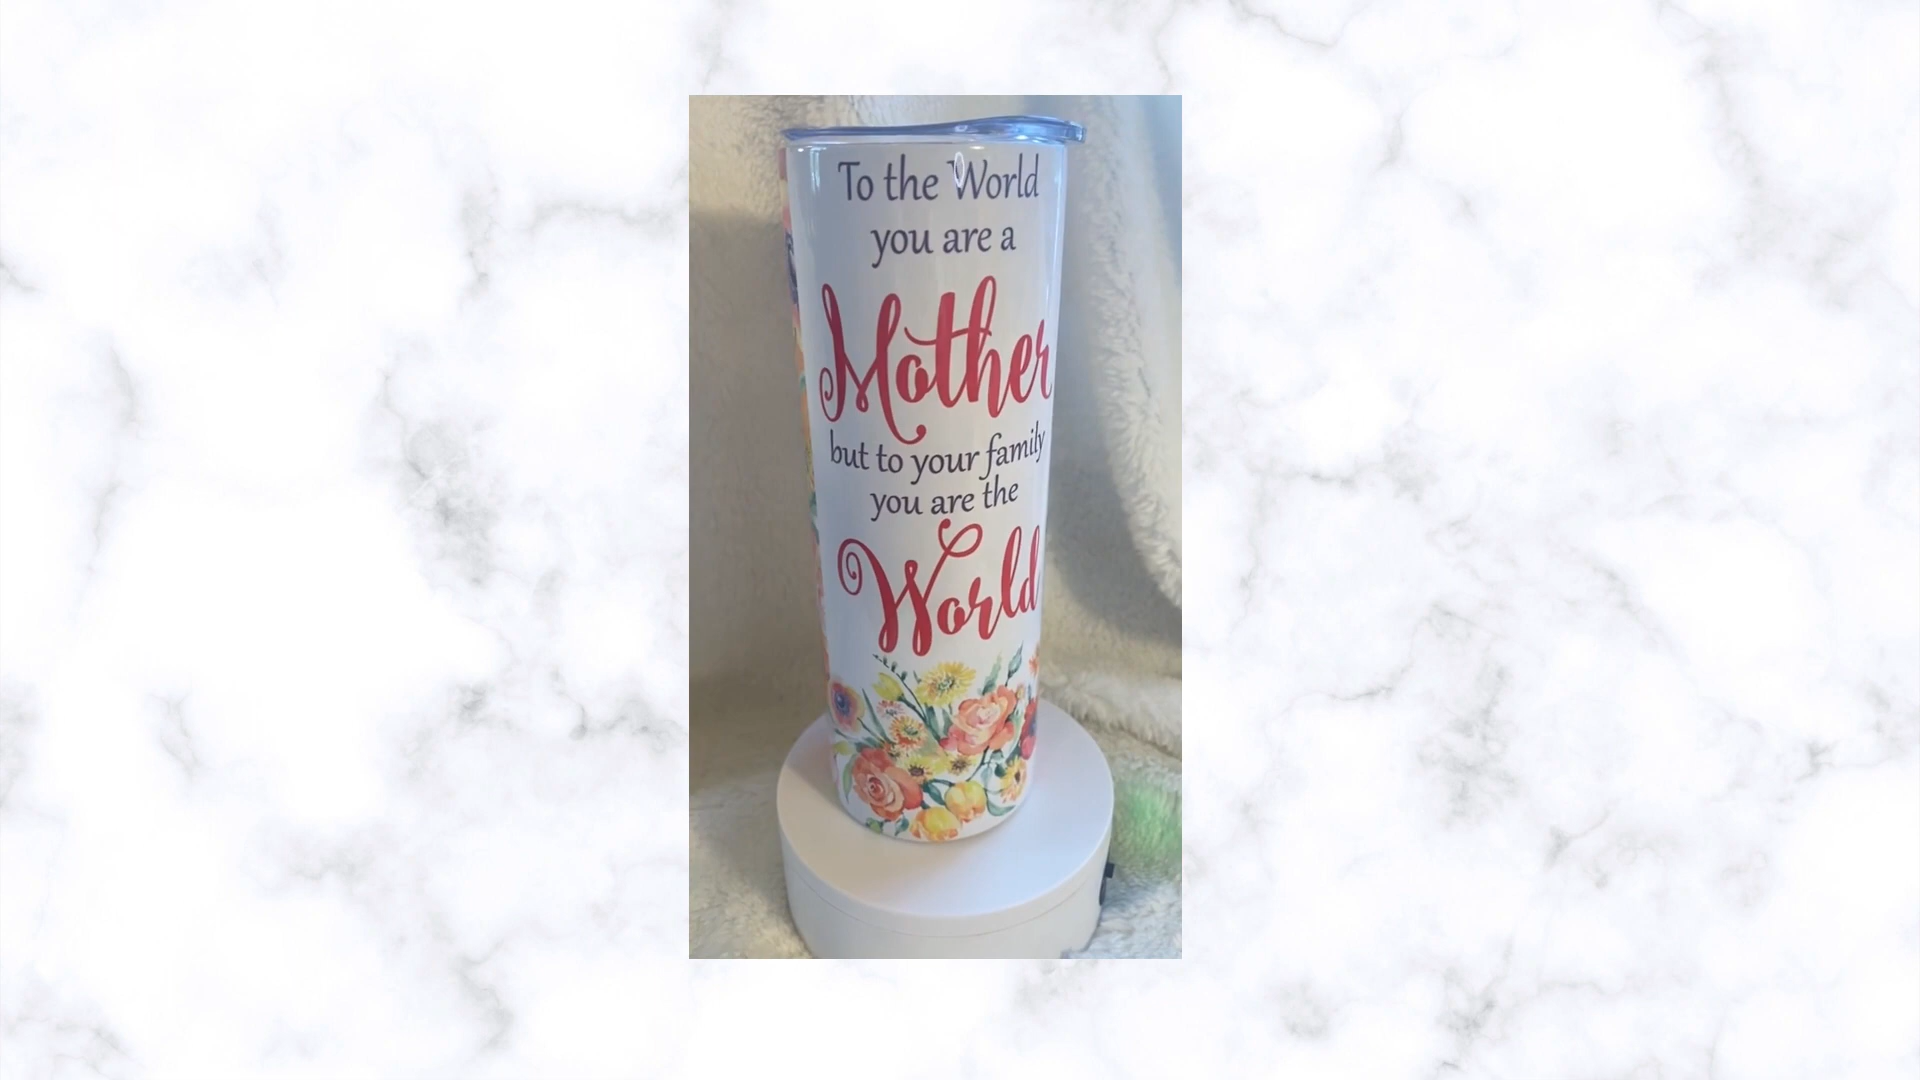 To the World
you are a
Mother
but to your family
you are the
World